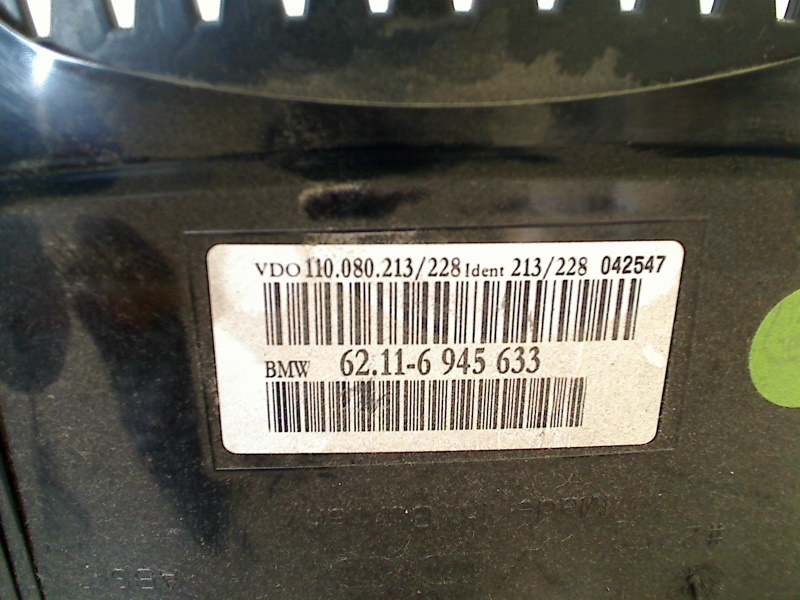 VDO 110.080.213/228 Ident 213/228 042547
BMW 62.11-6 945 633